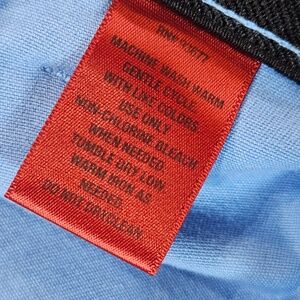 MACHINE WASH WARM
GENTLE CYCLE
WITH LIKE COLORS
USE ONLY
NON-CHLORINE BLEACH
WHEN NEEDED.
TUMBLE DRY LOW
WARM IRON AS
NEEDED.
DO NOT DRYCLEAN.